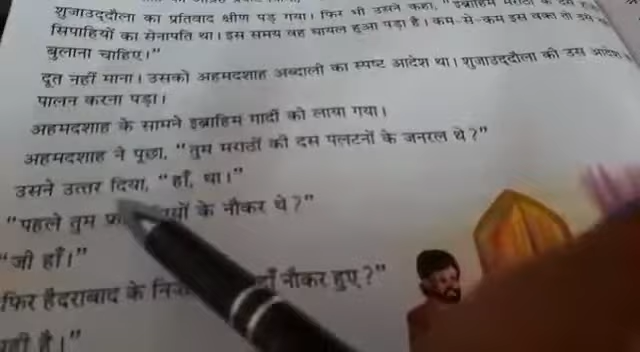 शुजाउद्दौला का प्रतिवाद क्षीण पड़ गया। फिर भी उसने कहा, "इब्राहिम मराठों के दस
सिपाहियों का सेनापति था। इस समय वह घायल हुआ पड़ा है। कम-से-कम इस वक्त तो उसे
बुलाना चाहिए।"
दूत नहीं माना। उसको अहमदशाह अब्दाली का स्पष्ट आदेश था। शुजाउद्दौला को उस आदेश
पालन करना पड़ा।
अहमदशाह के सामने इब्राहिम गार्दी को लाया गया।
अहमदशाह ने पूछा, "तुम मराठों की दस पलटनों के जनरल थे?"
उसने उत्तर दिया, "हाँ, था।"
"पहले तुम के नौकर थे?"
"जी हाँ।"
फिर हैदराबाद के नौकर हुए?"
है।"